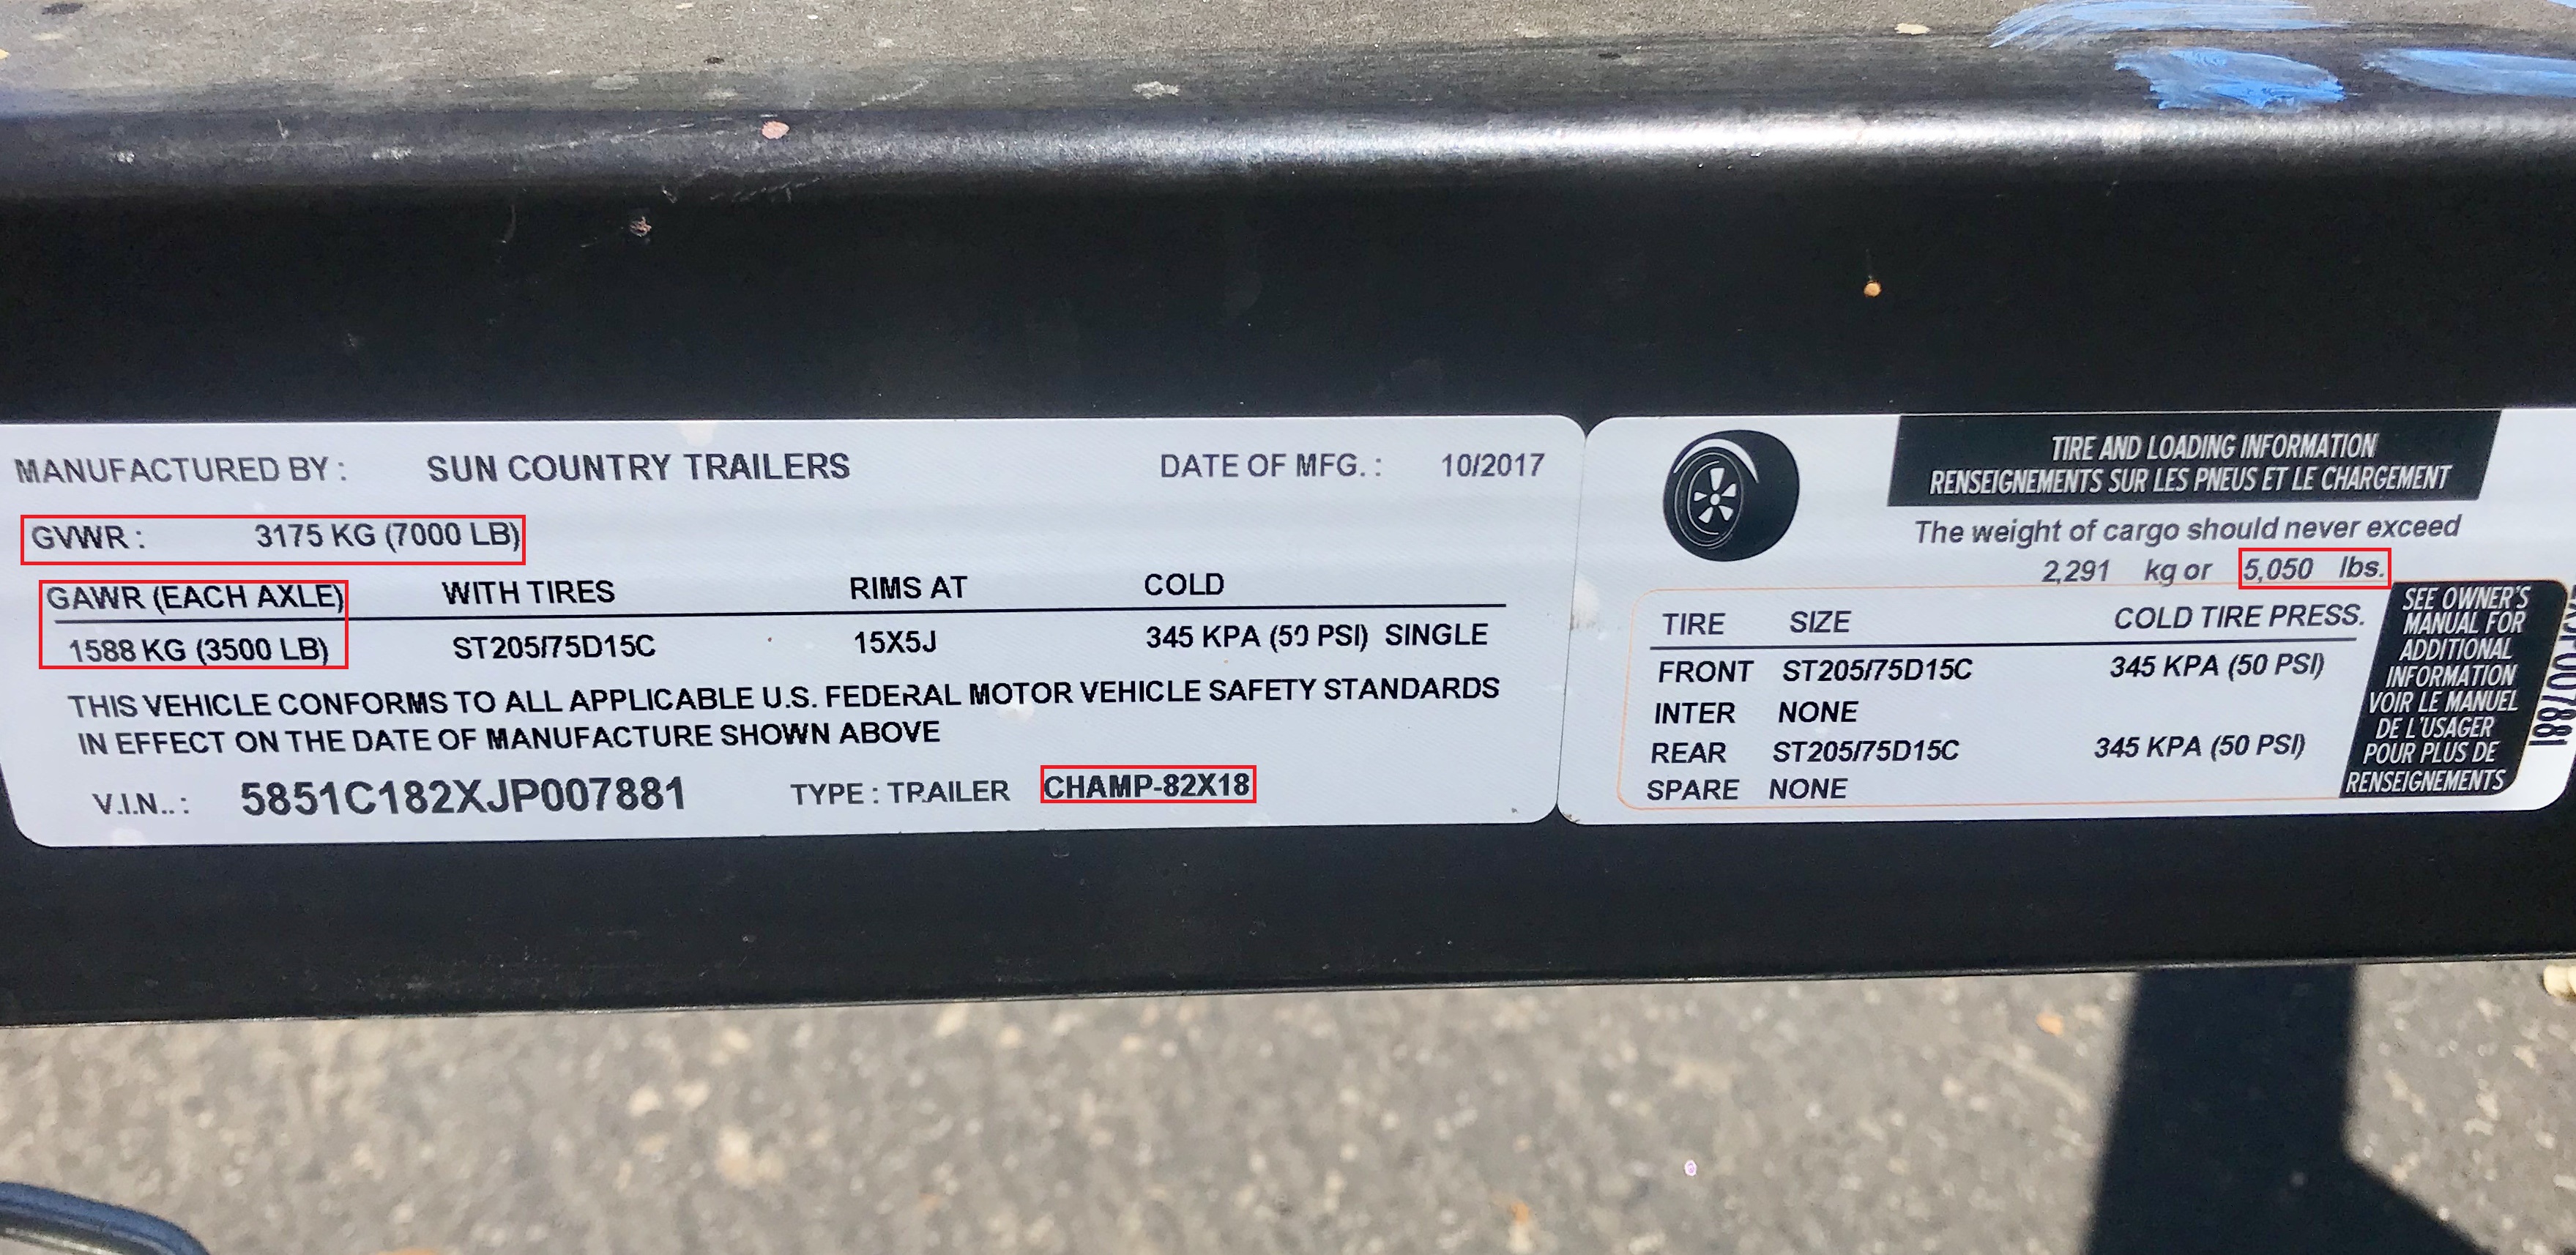 MANUFACTURED BY : SUN COUNTRY TRAILERS DATE OF MFG. : 10/2017
GVWR : 3175 KG (7000 LB)
GAWR (EACH AXLE) WITH TIRES RIMS AT COLD
1588 KG (3500 LB) ST205/75D15C 15X5J 345 KPA (50 PSI) SINGLE
THIS VEHICLE CONFORMS TO ALL APPLICABLE U.S. FEDERAL MOTOR VEHICLE SAFETY STANDARDS
IN EFFECT ON THE DATE OF MANUFACTURE SHOWN ABOVE
V.I.N.. : 5851C182XJP007881 TYPE : TRAILER CHAMP-82X18
TIRE AND LOADING INFORMATION
RENSEIGNEMENTS SUR LES PNEUS ET LE CHARGEMENT
The weight of cargo should never exceed
2,291 kg or 5,050 lbs.
TIRE SIZE COLD TIRE PRESS.
FRONT ST205/75D15C 345 KPA (50 PSI)
INTER NONE
REAR ST205/75D15C 345 KPA (50 PSI)
SPARE NONE
SEE OWNER'S
MANUAL FOR
ADDITIONAL
INFORMATION
VOIR LE MANUEL
DE L'USAGER
POUR PLUS DE
RENSEIGNEMENTS